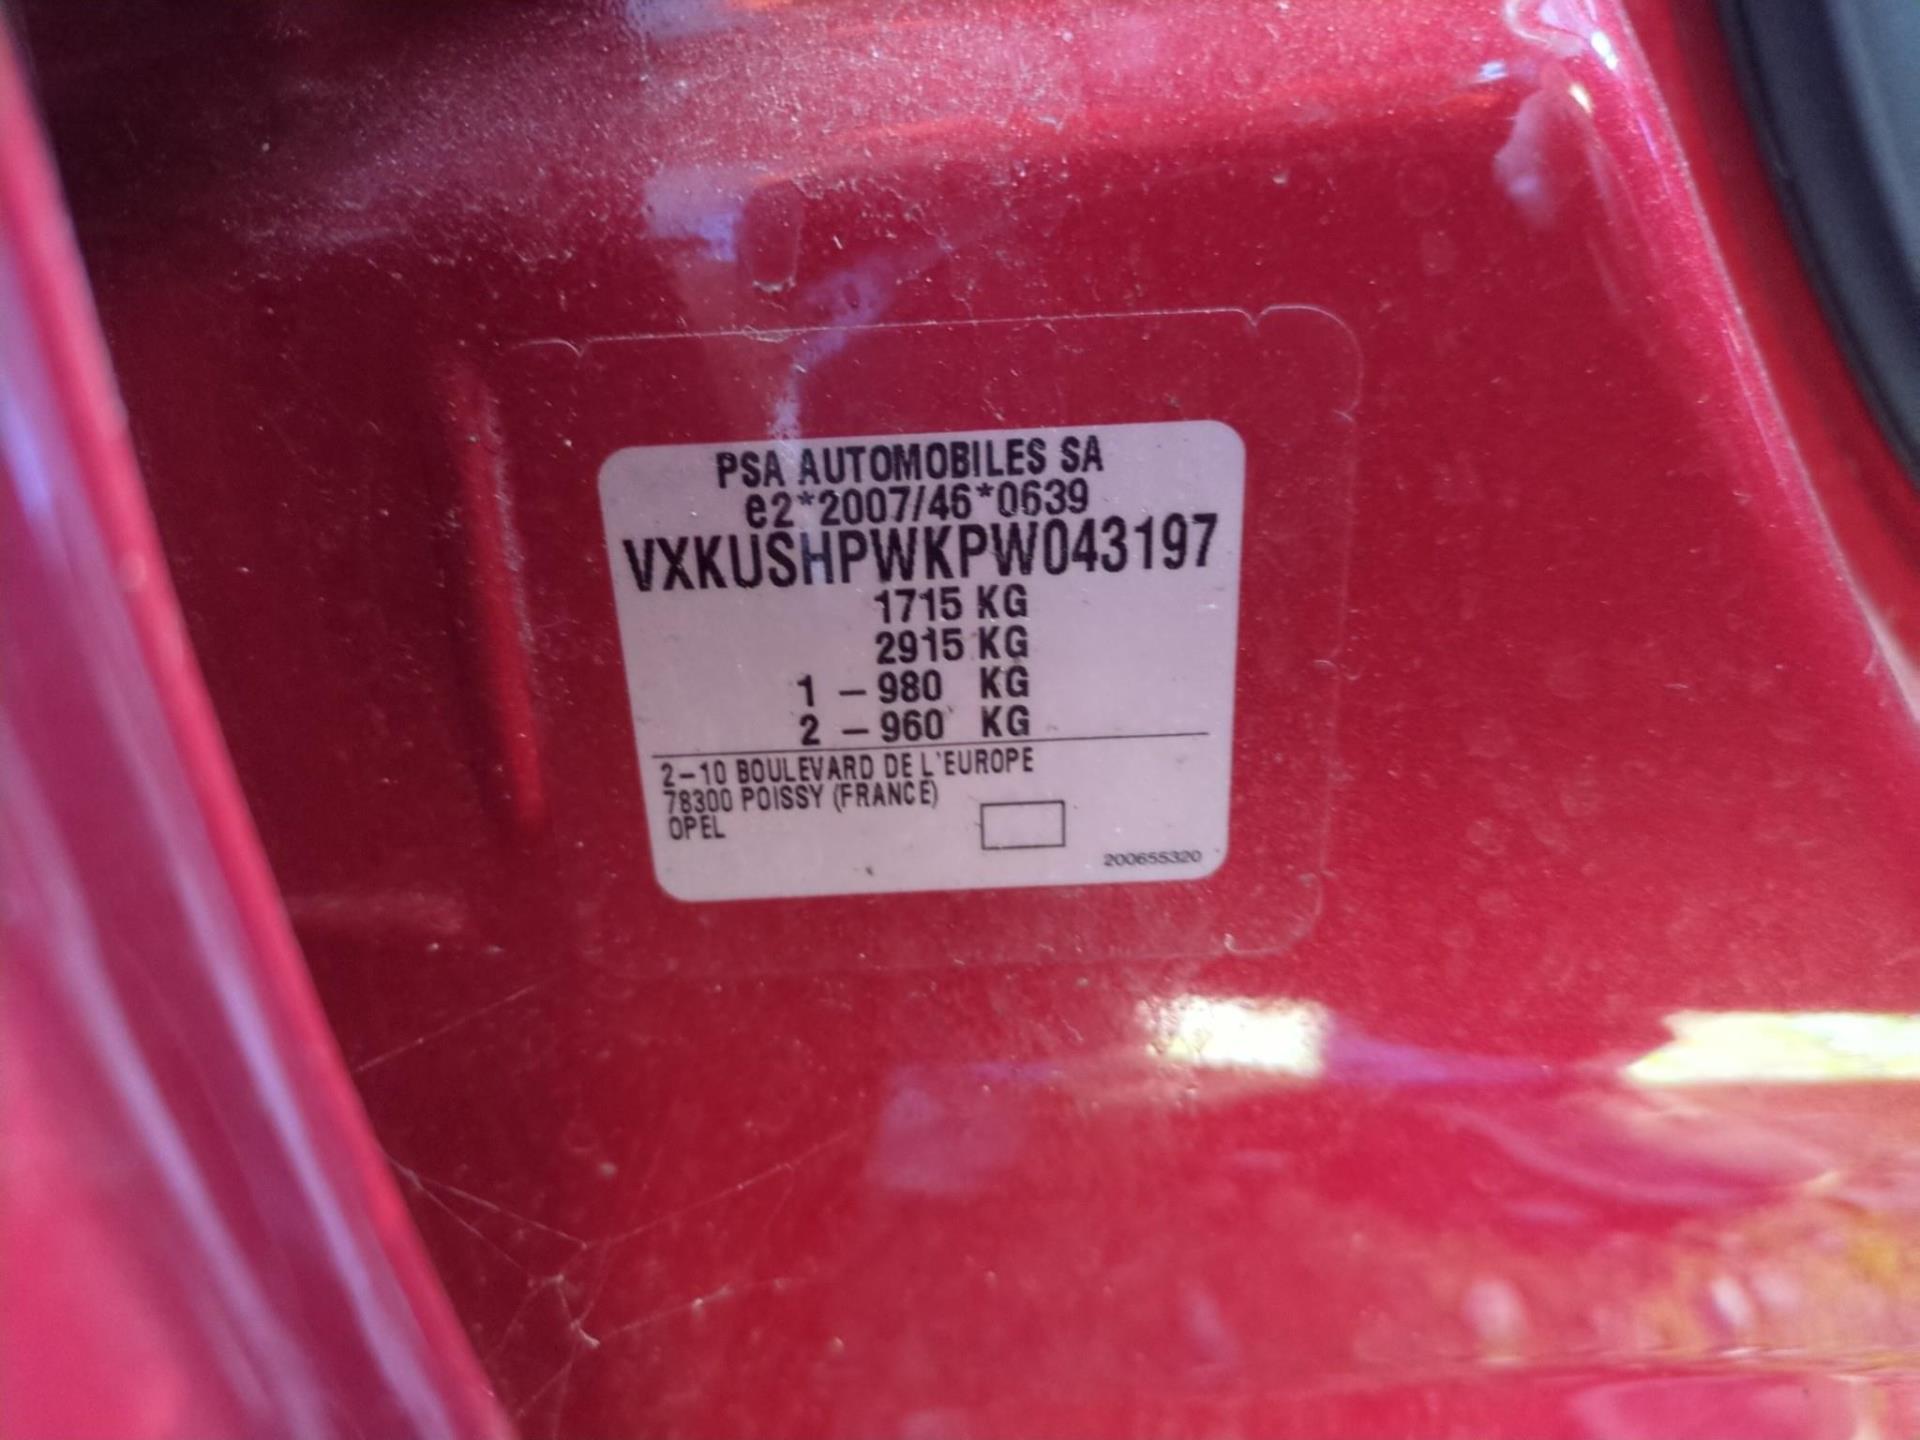 PSA AUTOMOBILES SA
e2*2007/46*0639
VXKUSHPWKPW043197
1715 KG
2915 KG
1 – 980 KG
2 – 960 KG
2–10 BOULEVARD DE L'EUROPE
78300 POISSY (FRANCE)
OPEL
200655320